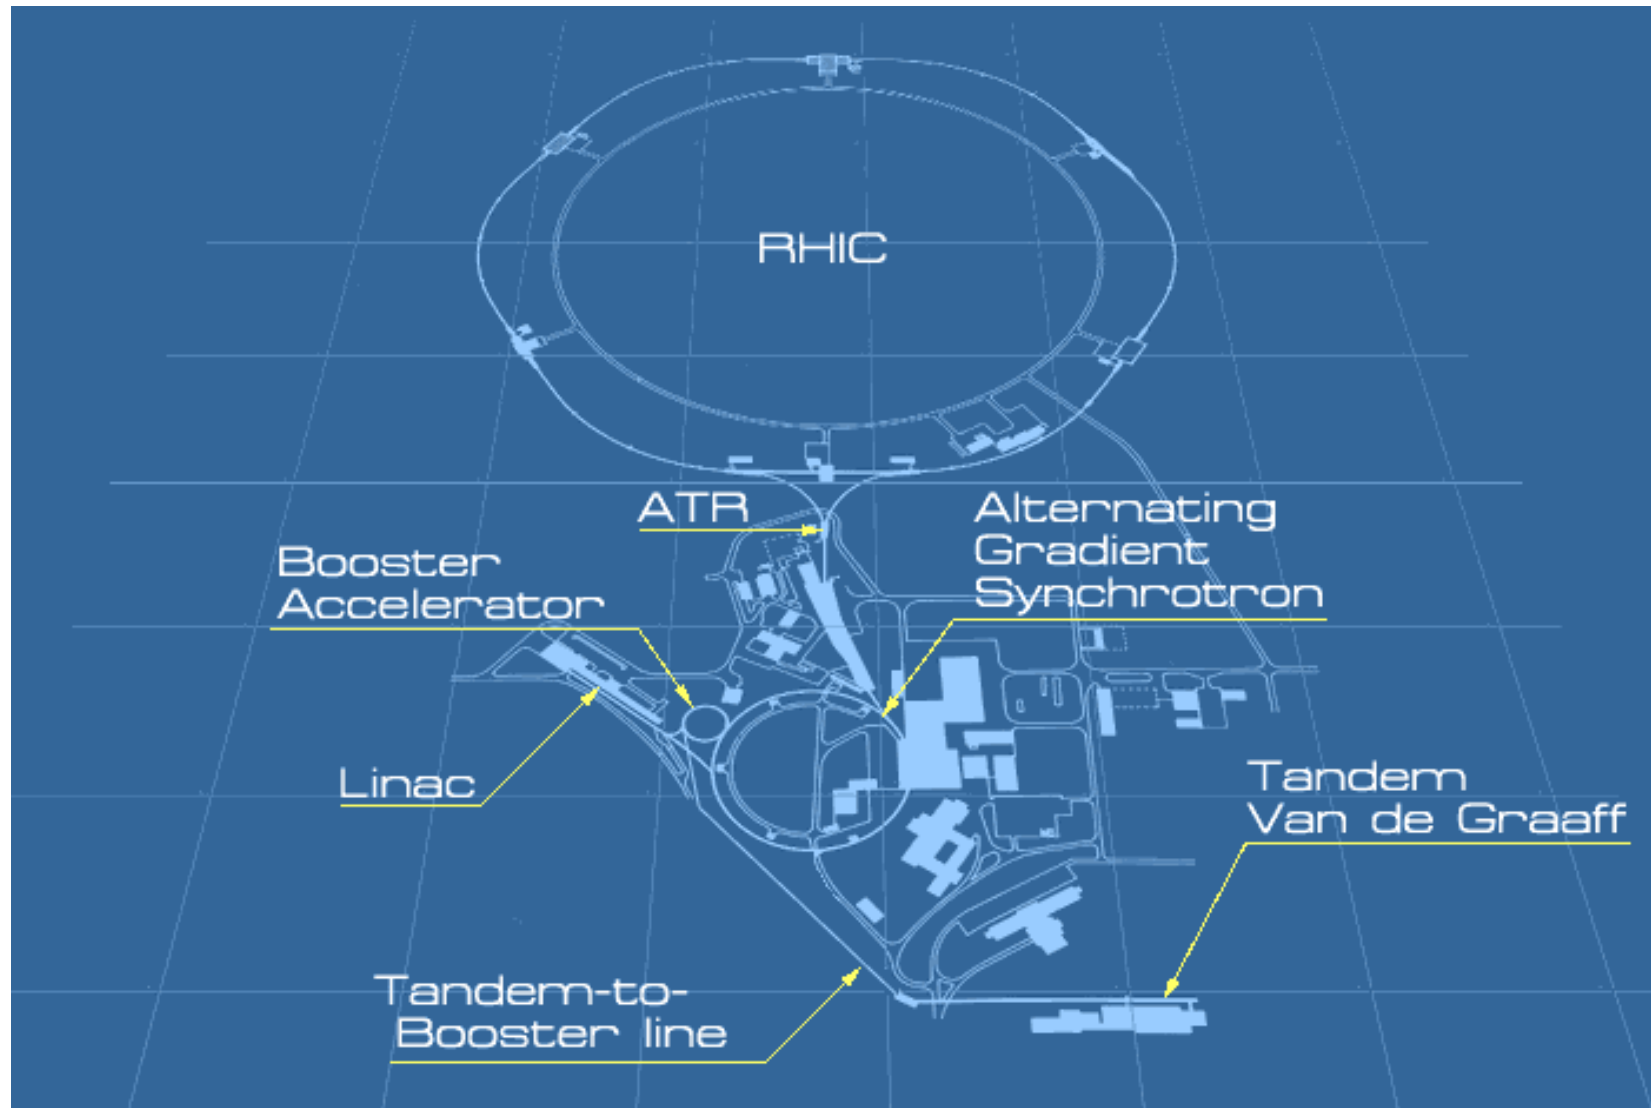 RHIC
ATR
Alternating
Gradient
Synchrotron
Booster
Accelerator
Linac
Tandem
Van de Graaff
Tandem-to-
Booster line